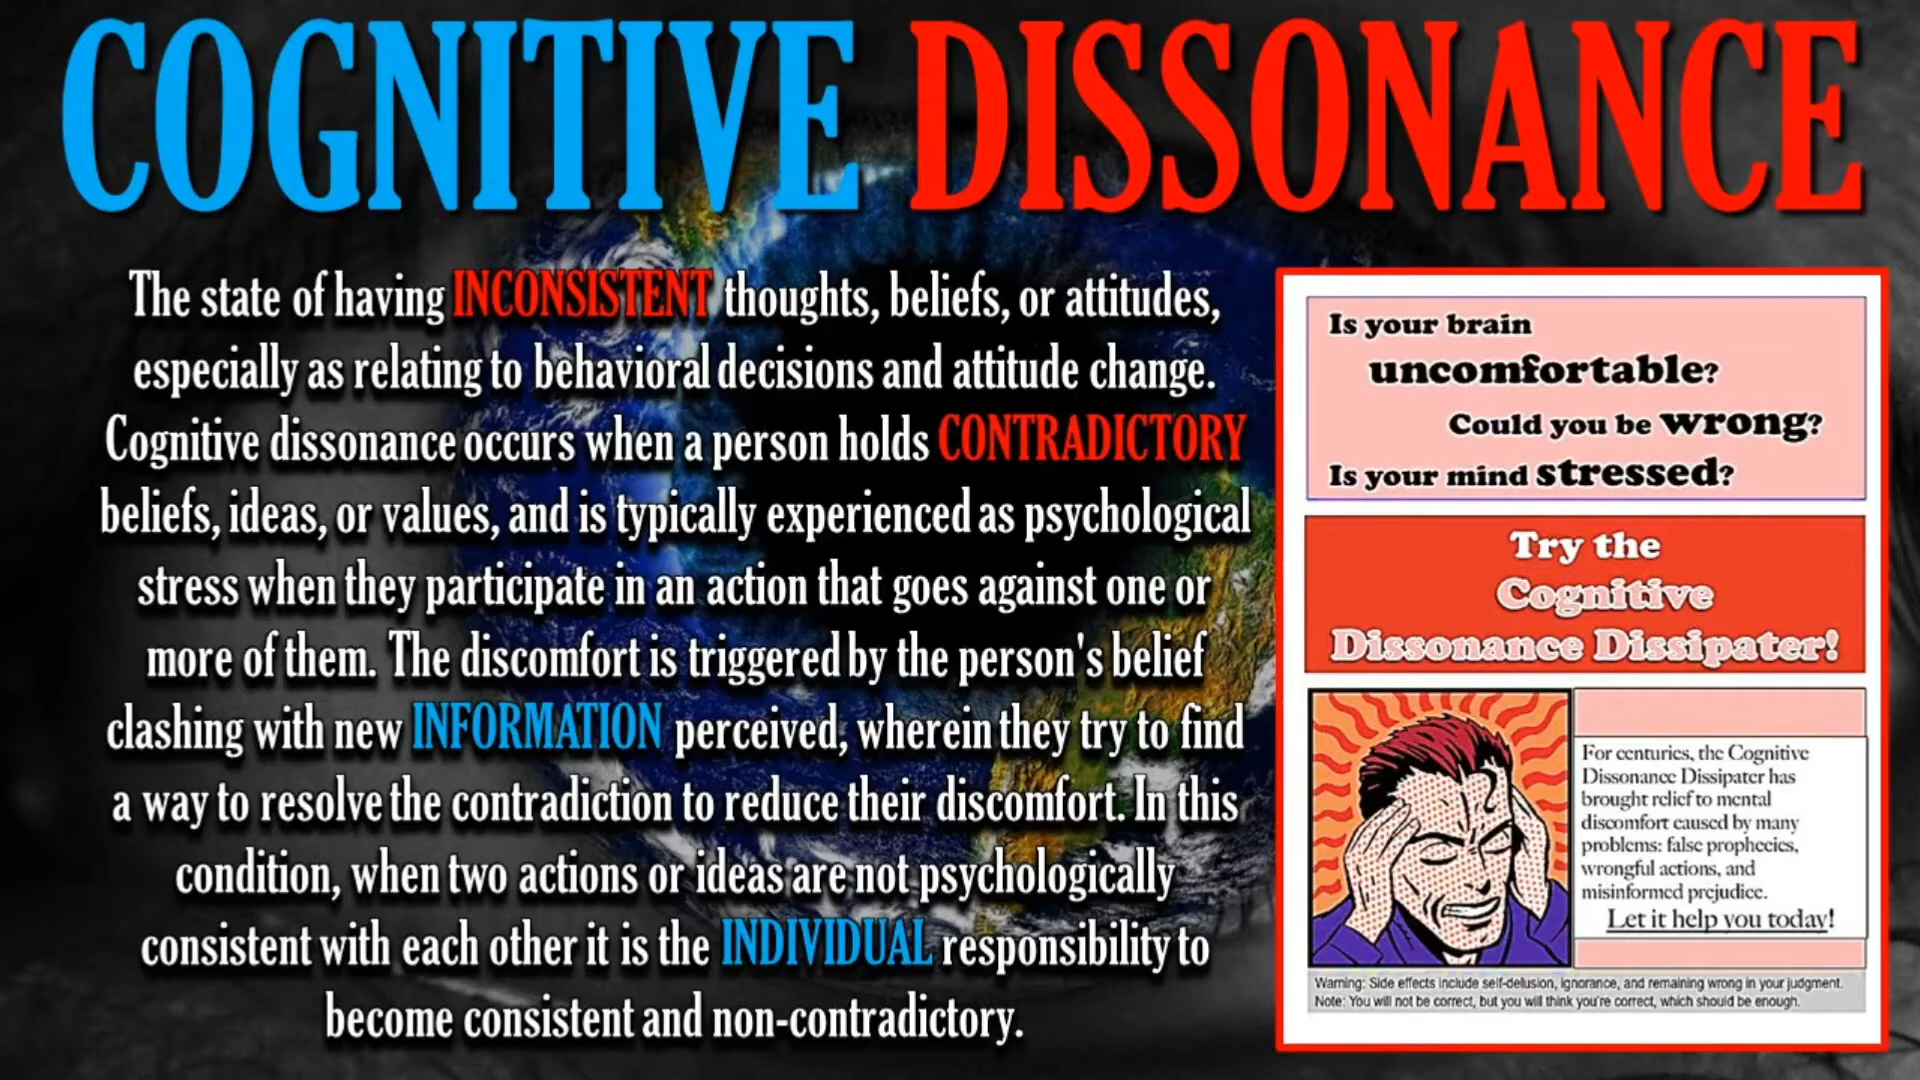 COGNITIVE DISSONANCE
The state of having INCONSISTENT thoughts, beliefs, or attitudes,
especially as relating to behavioral decisions and attitude change.
Cognitive dissonance occurs when a person holds CONTRADICTORY
beliefs, ideas, or values, and is typically experienced as psychological
stress when they participate in an action that goes against one or
more of them. The discomfort is triggered by the person's belief
clashing with new INFORMATION perceived, wherein they try to find
a way to resolve the contradiction to reduce their discomfort. In this
condition, when two actions or ideas are not psychologically
consistent with each other it is the INDIVIDUAL responsibility to
become consistent and non-contradictory.
Is your brain
uncomfortable?
Could you be wrong?
Is your mind stressed?
Try the
Cognitive
Dissonance Dissipater!
For centuries, the Cognitive
Dissonance Dissipater has
brought relief to mental
discomfort caused by many
problems: false prophecies,
wrongful actions, and
misinformed prejudice.
Let it help you today!
Warning: Side effects include self-delusion, ignorance, and remaining wrong in your judgment.
Note: You will not be correct, but you will think you're correct, which should be enough.